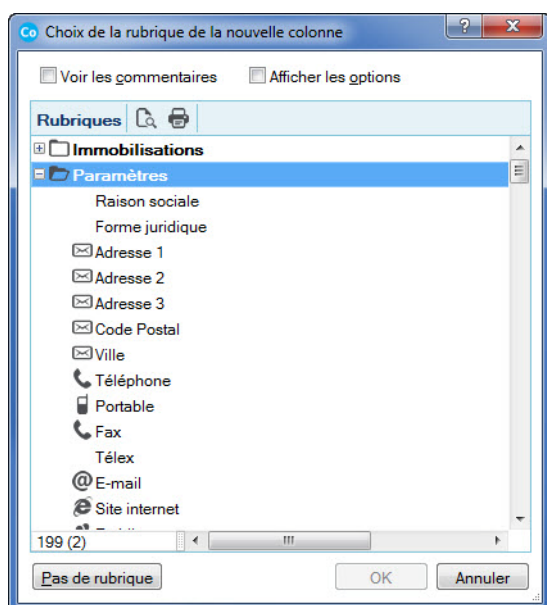 Co Choix de la rubrique de la nouvelle colonne ? X
Voir les commentaires Afficher les options
Rubriques
Immobilisations
Paramètres
Raison sociale
Forme juridique
Adresse 1
Adresse 2
Adresse 3
Code Postal
Ville
Téléphone
Portable
Fax
Télex
@ E-mail
Site internet
199 (2)
Pas de rubrique OK Annuler